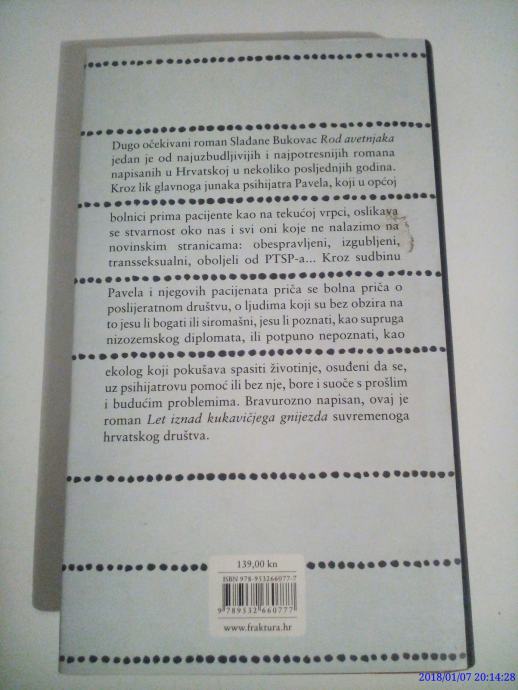 Dugo očekivani roman Slađane Bukovac Rod avetnjaka
jedan je od najuzbudljivijih i najpotresnijih romana
napisanih u Hrvatskoj u nekoliko posljednjih godina.
Kroz lik glavnoga junaka psihijatra Pavela, koji u općoj
bolnici prima pacijente kao na tekućoj vrpci, oslikava
se stvarnost oko nas i svi oni koje ne nalazimo na
novinskim stranicama: obespravljeni, izgubljeni,
transseksualni, oboljeli od PTSP-a... Kroz sudbinu
Pavela i njegovih pacijenata priča se bolna priča o
poslijeratnom društvu, o ljudima koji su bez obzira na
to jesu li bogati ili siromašni, jesu li poznati, kao supruga
nizozemskog diplomata, ili potpuno nepoznati, kao
ekolog koji pokušava spasiti životinje, osuđeni da se,
uz psihijatrovu pomoć ili bez nje, bore i suoče s prošlim
i budućim problemima. Bravurozno napisan, ovaj je
roman Let iznad kukavičjega gnijezda suvremenoga
hrvatskog društva.
139,00 kn
ISBN 978-953266077-7
9 789532 660777
www.fraktura.hr
2018/01/07 20:14:28